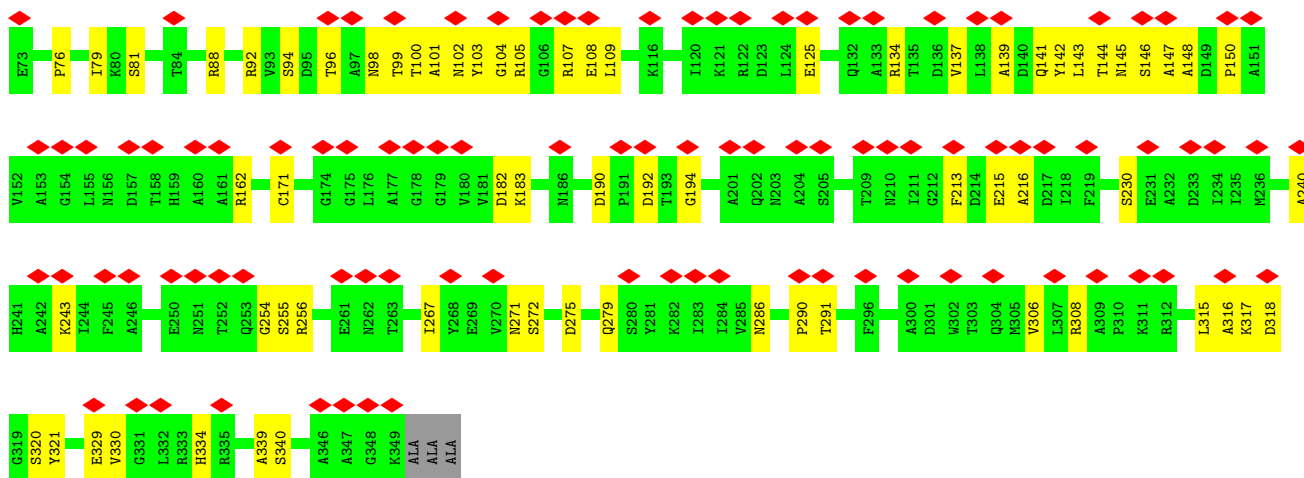 E73 P76 I79 K80 S81 T84 R88 R92 V93 S94 D95 T96 A97 N98 T99 T100 A101 N102 Y103 G104 R105 G106 R107 E108 L109 K116 I120 K121 R122 D123 L124 E125 Q132 A133 R134 T135 D136 V137 L138 A139 D140 Q141 Y142 L143 T144 N145 S146 A147 A148 D149 P150 A151
V152 A153 G154 L155 N156 D157 T158 H159 A160 A161 R162 C171 G174 G175 L176 A177 G178 G179 V180 V181 D182 K183 N186 D190 P191 D192 T193 G194 A201 Q202 N203 A204 S205 T209 N210 I211 G212 F213 D214 E215 A216 D217 I218 F219 S230 E231 A232 D233 I234 I235 M236 A240
H241 A242 K243 I244 F245 A246 E250 N251 T252 Q253 G254 S255 R256 E261 N262 T263 I267 Y268 E269 V270 N271 S272 D275 Q279 S280 Y281 K282 I283 I284 V285 N286 P290 T291 F296 A300 D301 W302 T303 Q304 M305 V306 L307 R308 A309 P310 K311 R312 L315 A316 K317 D318
G319 S320 Y321 E329 V330 G331 L332 R333 H334 R335 A339 S340 A346 A347 G348 K349 ALA ALA ALA